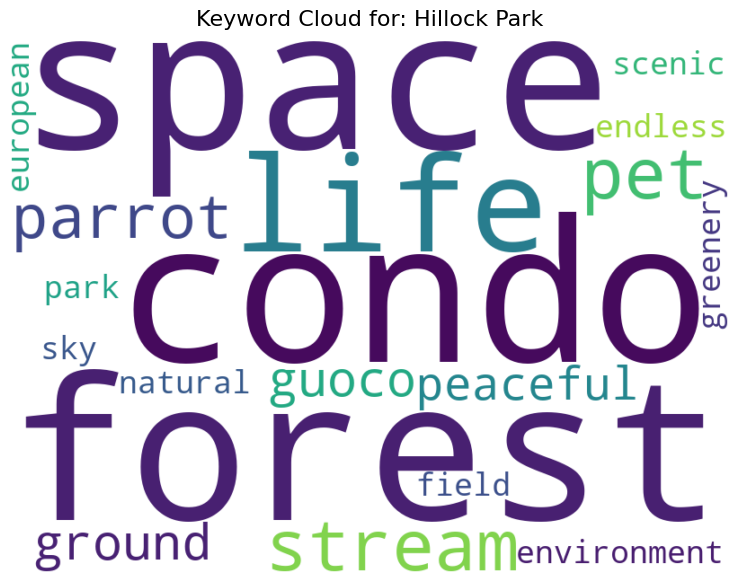 Keyword Cloud for: Hillock Park
space
european
scenic
endless
life
pet
parrot
greenery
condo
park
sky
natural
guoco
peaceful
forest
field
ground
stream
environment